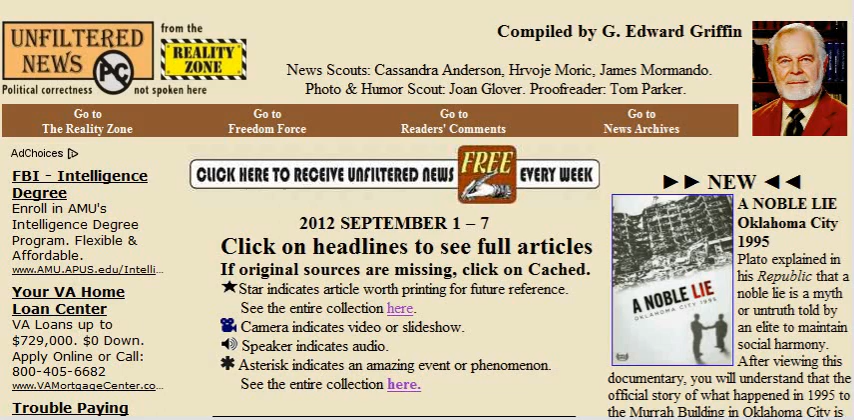 UNFILTERED
NEWS
PC
from the
REALITY
ZONE
Political correctness not spoken here
Compiled by G. Edward Griffin
News Scouts: Cassandra Anderson, Hrvoje Moric, James Mormando.
Photo & Humor Scout: Joan Glover. Proofreader: Tom Parker.
Go to
The Reality Zone
Go to
Freedom Force
Go to
Readers' Comments
Go to
News Archives
AdChoices
FBI - Intelligence
Degree
Enroll in AMU's
Intelligence Degree
Program. Flexible &
Affordable.
www.AMU.APUS.edu/Intelli...
Your VA Home
Loan Center
VA Loans up to
$729,000. $0 Down.
Apply Online or Call:
800-405-6682
www.VAMortgageCenter.co...
Trouble Paying
CLICK HERE TO RECEIVE UNFILTERED NEWS FREE EVERY WEEK
2012 SEPTEMBER 1 – 7
Click on headlines to see full articles
If original sources are missing, click on Cached.
★Star indicates article worth printing for future reference.
See the entire collection here.
Camera indicates video or slideshow.
Speaker indicates audio.
✱ Asterisk indicates an amazing event or phenomenon.
See the entire collection here.
►► NEW ◄◄
A NOBLE LIE
OKLAHOMA CITY 1995
A NOBLE LIE
Oklahoma City
1995
Plato explained in
his Republic that a
noble lie is a myth
or untruth told by
an elite to maintain
social harmony.
After viewing this
documentary, you will understand that the
official story of what happened in 1995 to
the Murrah Building in Oklahoma City is